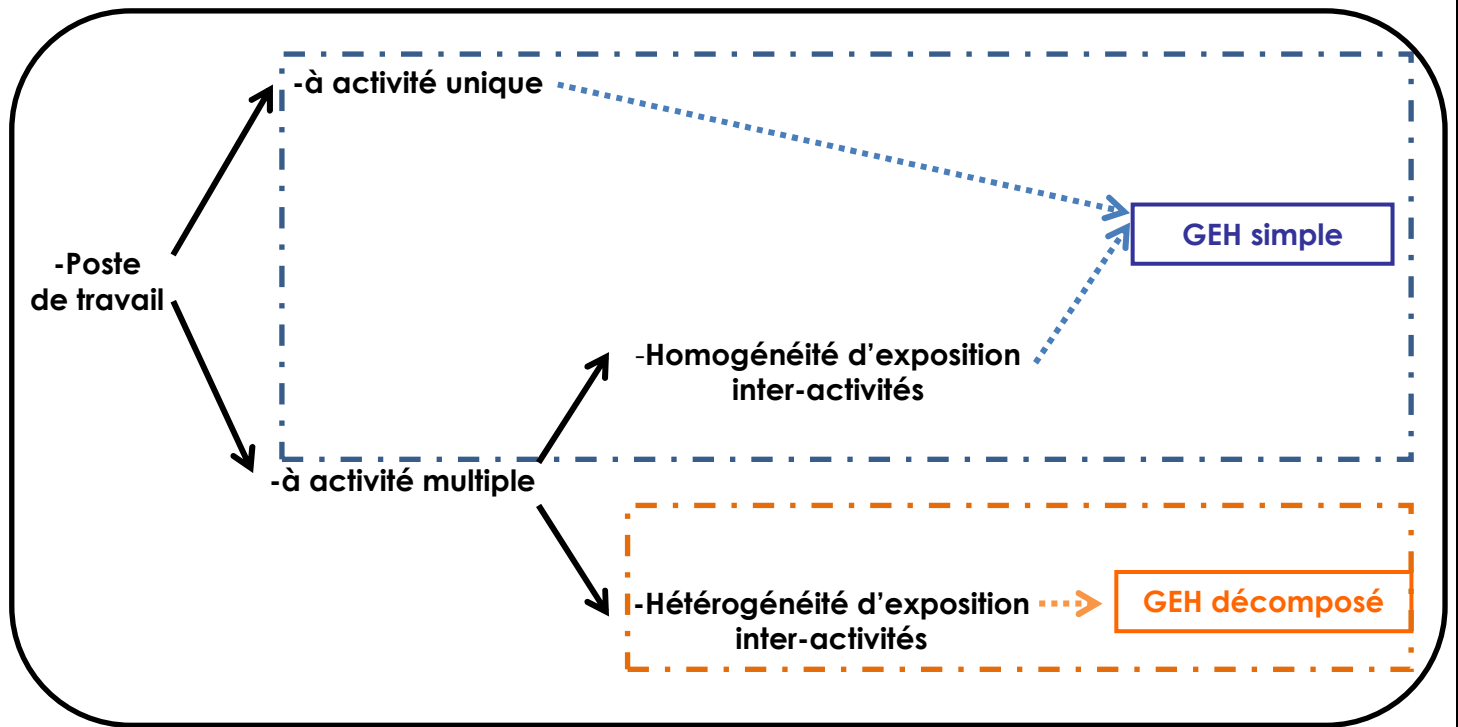 -à activité unique
GEH simple
-Poste
de travail
-Homogénéité d’exposition
inter-activités
-à activité multiple
-Hétérogénéité d’exposition
inter-activités
GEH décomposé